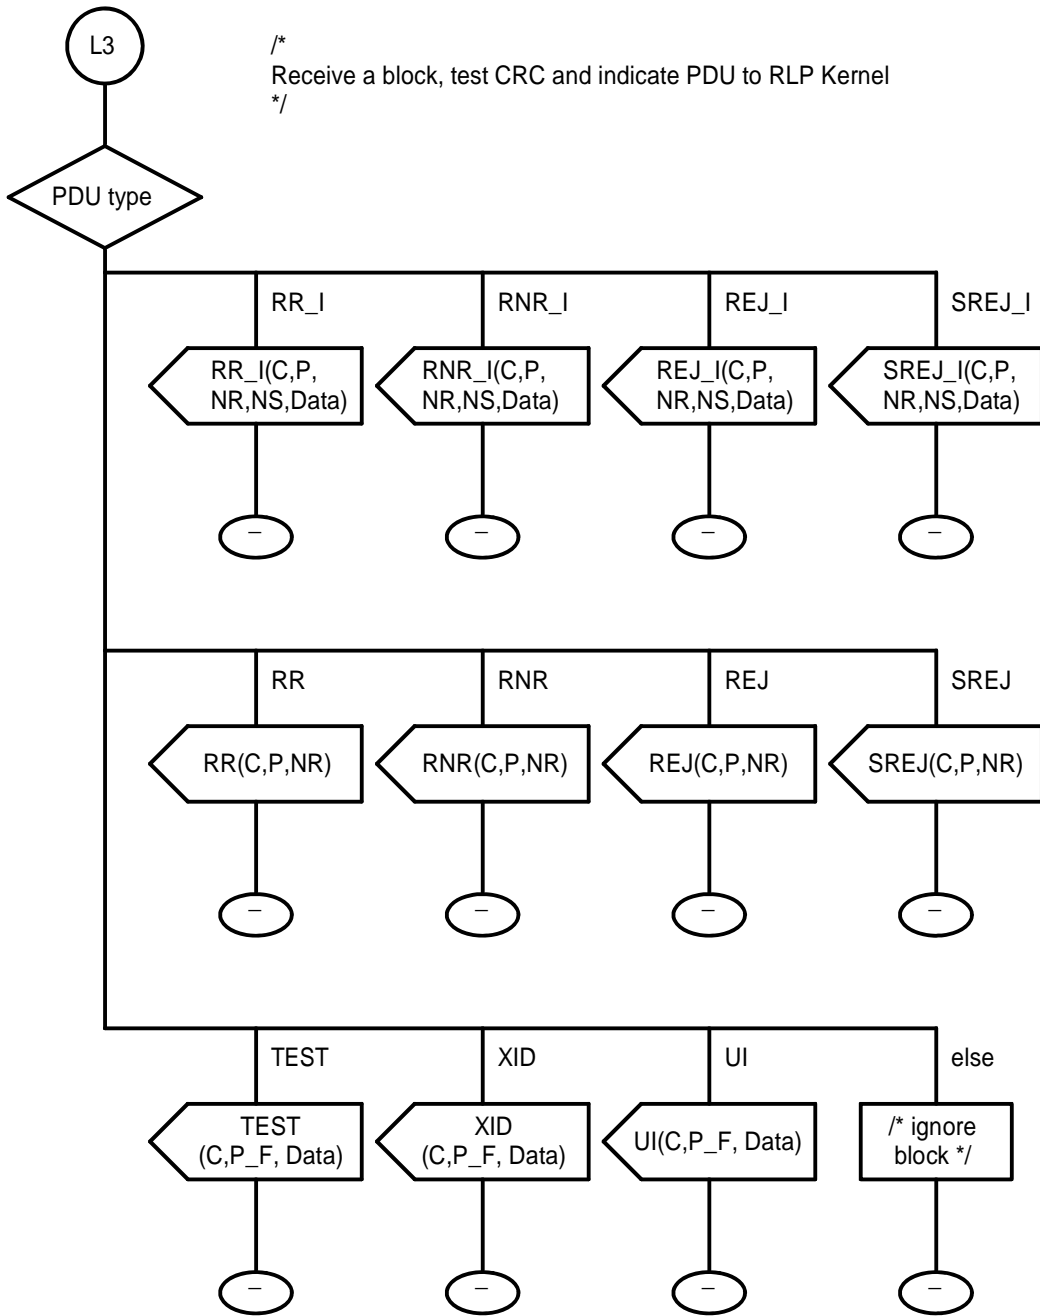 L3
/*
Receive a block, test CRC and indicate PDU to RLP Kernel
*/
PDU type
RR_I
RNR_I
REJ_I
SREJ_I
RR_I(C,P,
NR,NS,Data)
RNR_I(C,P,
NR,NS,Data)
REJ_I(C,P,
NR,NS,Data)
SREJ_I(C,P,
NR,NS,Data)
–
–
–
–
RR
RNR
REJ
SREJ
RR(C,P,NR)
RNR(C,P,NR)
REJ(C,P,NR)
SREJ(C,P,NR)
–
–
–
–
TEST
XID
UI
else
TEST
(C,P_F, Data)
XID
(C,P_F, Data)
UI(C,P_F, Data)
/* ignore
block */
–
–
–
–